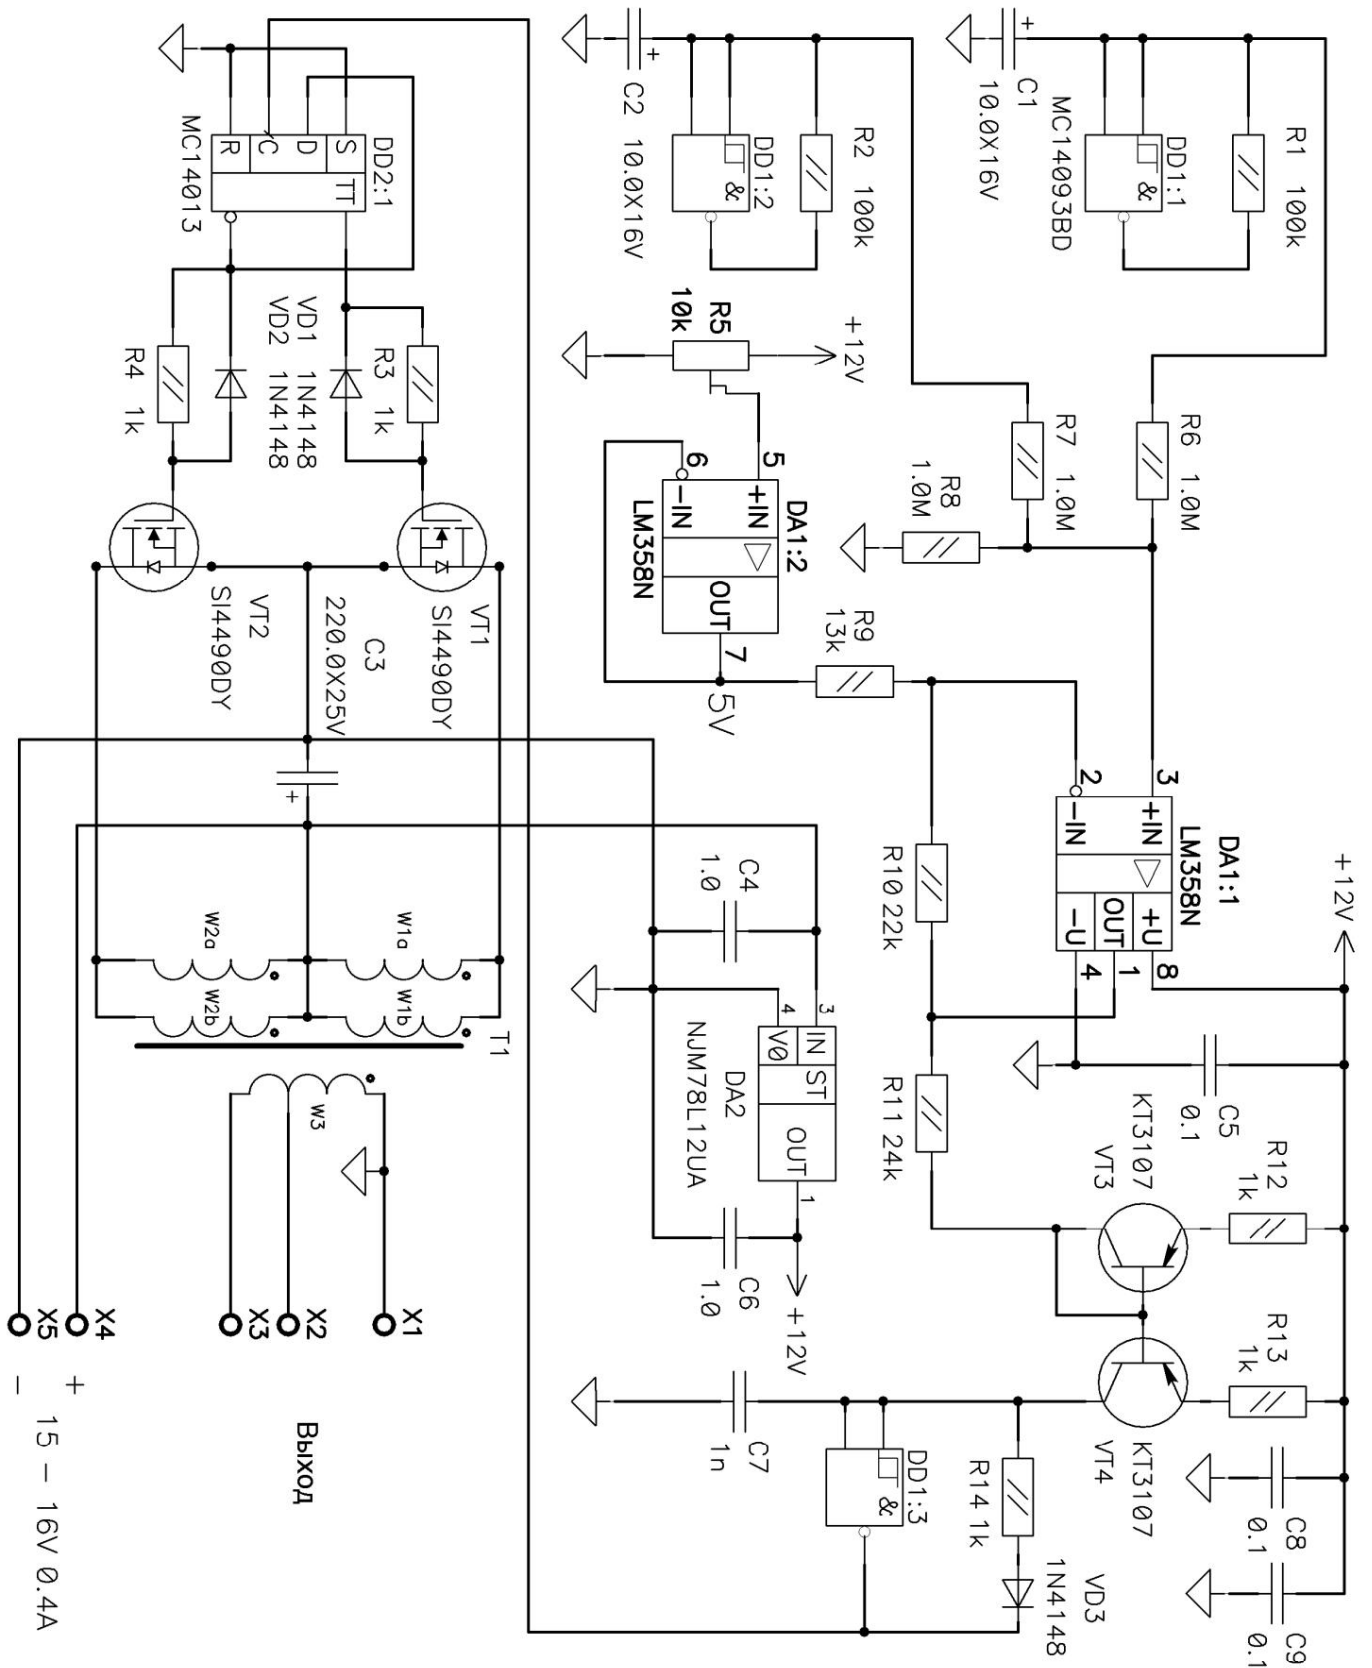 R1 100k
DD1:1
&
MC14093BD
C1
10.0X16V
+
R2 100k
DD1:2
&
C2 10.0X16V
+
R6 1.0M
R7 1.0M
R8
1.0M
+12V
R5
10k
5
6
+IN
-IN
OUT
7
DA1:2
LM358N
5V
R9
13k
3
2
+IN
-IN
+U
OUT
-U
8
1
4
DA1:1
LM358N
+12V
R10 22k
R11 24k
C5
0.1
KT3107
VT3
R12
1k
R13
1k
KT3107
VT4
C8
0.1
C9
0.1
R14 1k
VD3
1N4148
DD1:3
&
C7
1n
DD2:1
S
D
C
R
TT
MC14013
R3 1k
VD1 1N4148
VD2 1N4148
R4 1k
VT1
SI4490DY
VT2
SI4490DY
C3
220.0X25V
+
C4
1.0
3
4
IN
V0
ST
OUT
1
DA2
NJM78L12UA
C6
1.0
+12V
W1a
W1b
W2a
W2b
T1
W3
X1
X2
X3
X4
X5
Выход
+
-
15 - 16V 0.4A